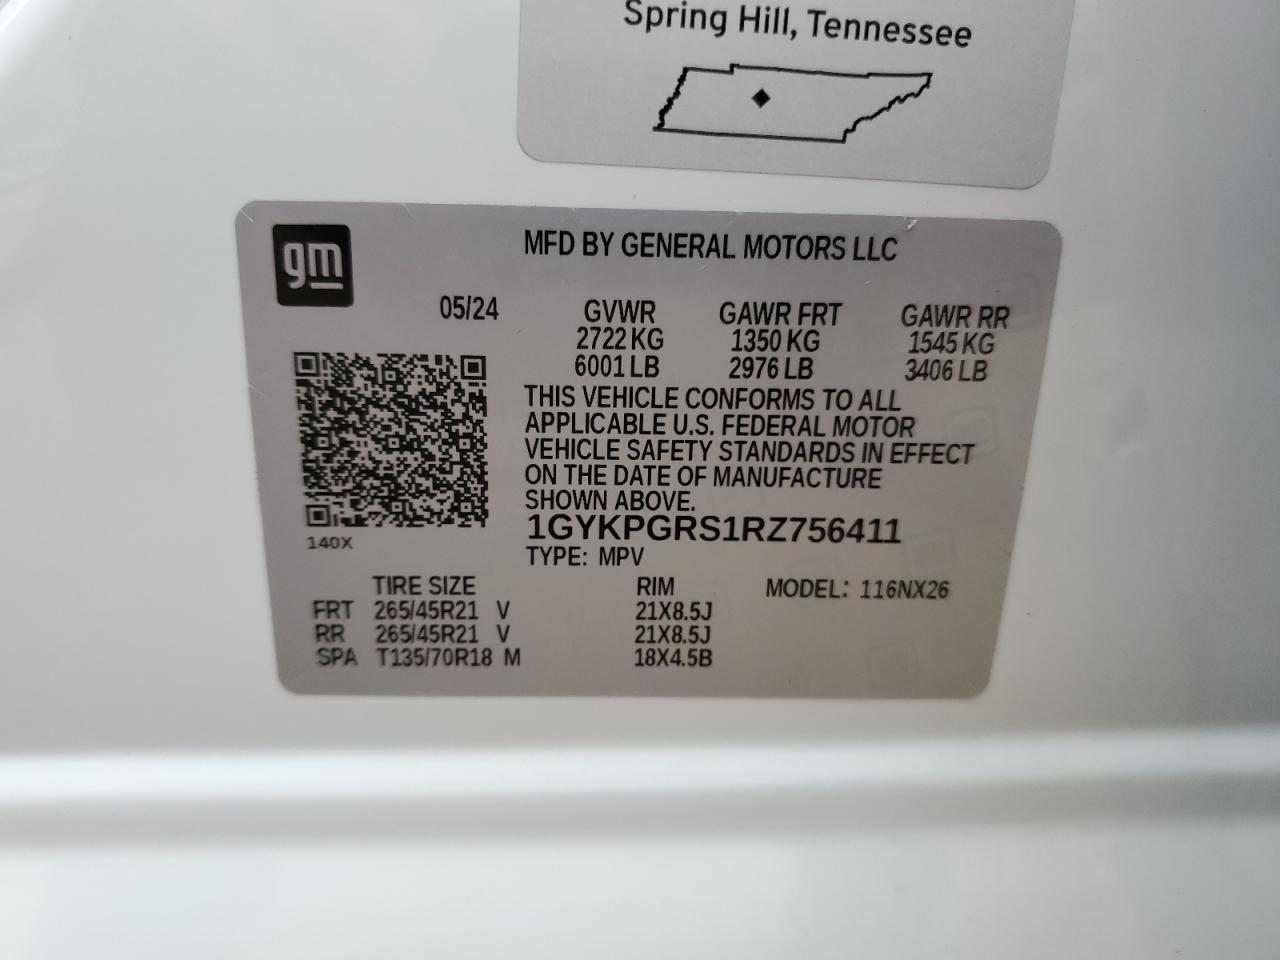 Spring Hill, Tennessee
gm
MFD BY GENERAL MOTORS LLC
05/24 GVWR GAWR FRT GAWR RR
2722 KG 1350 KG 1545 KG
6001 LB 2976 LB 3406 LB
THIS VEHICLE CONFORMS TO ALL
APPLICABLE U.S. FEDERAL MOTOR
VEHICLE SAFETY STANDARDS IN EFFECT
ON THE DATE OF MANUFACTURE
SHOWN ABOVE.
1GYKPGRS1RZ756411
140X
TYPE: MPV
TIRE SIZE RIM MODEL: 116NX26
FRT 265/45R21 V 21X8.5J
RR 265/45R21 V 21X8.5J
SPA T135/70R18 M 18X4.5B